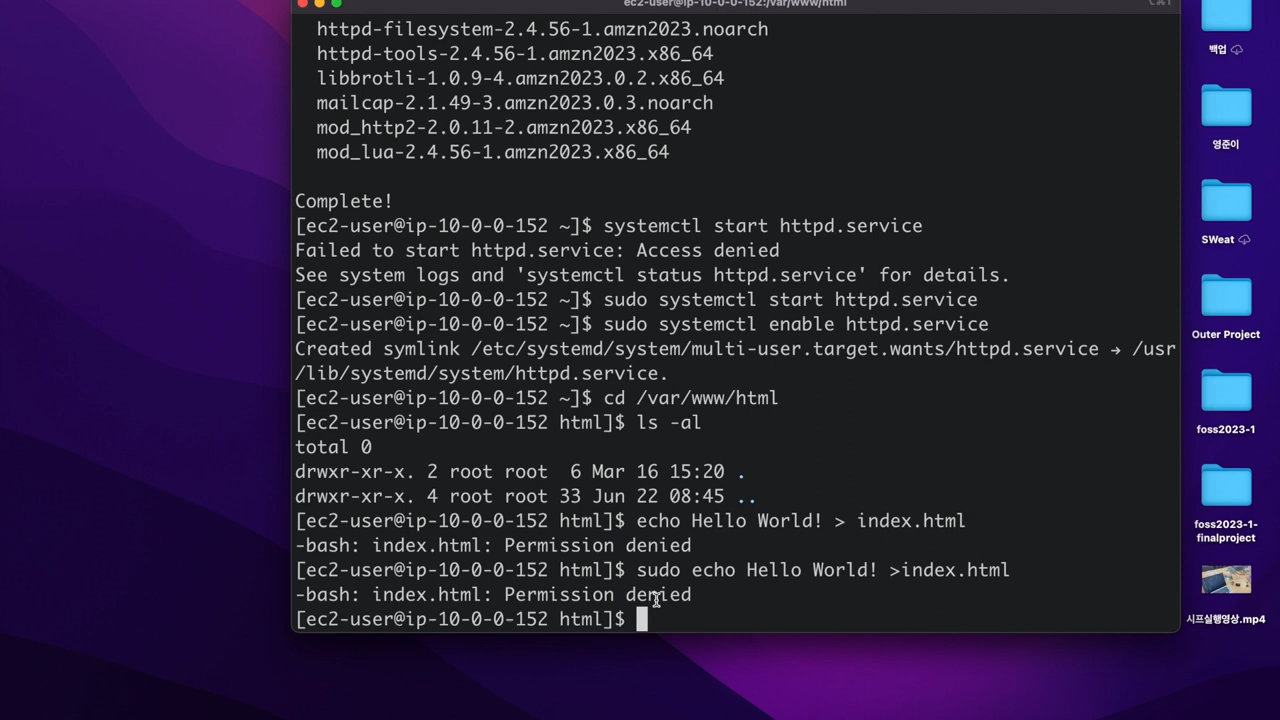 ec2-user@ip-10-0-0-152:/var/www/html
httpd-filesystem-2.4.56-1.amzn2023.noarch
httpd-tools-2.4.56-1.amzn2023.x86_64
libbrotli-1.0.9-4.amzn2023.0.2.x86_64
mailcap-2.1.49-3.amzn2023.0.3.noarch
mod_http2-2.0.11-2.amzn2023.x86_64
mod_lua-2.4.56-1.amzn2023.x86_64
Complete!
[ec2-user@ip-10-0-0-152 ~]$ systemctl start httpd.service
Failed to start httpd.service: Access denied
See system logs and 'systemctl status httpd.service' for details.
[ec2-user@ip-10-0-0-152 ~]$ sudo systemctl start httpd.service
[ec2-user@ip-10-0-0-152 ~]$ sudo systemctl enable httpd.service
Created symlink /etc/systemd/system/multi-user.target.wants/httpd.service → /usr
/lib/systemd/system/httpd.service.
[ec2-user@ip-10-0-0-152 ~]$ cd /var/www/html
[ec2-user@ip-10-0-0-152 html]$ ls -al
total 0
drwxr-xr-x. 2 root root  6 Mar 16 15:20 .
drwxr-xr-x. 4 root root 33 Jun 22 08:45 ..
[ec2-user@ip-10-0-0-152 html]$ echo Hello World! > index.html
-bash: index.html: Permission denied
[ec2-user@ip-10-0-0-152 html]$ sudo echo Hello World! >index.html
-bash: index.html: Permission denied
[ec2-user@ip-10-0-0-152 html]$
백업
영준이
SWeat
Outer Project
foss2023-1
foss2023-1-
finalproject
시프실행영상.mp4